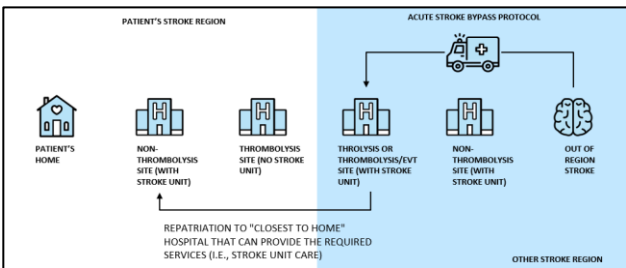 PATIENT'S STROKE REGION
ACUTE STROKE BYPASS PROTOCOL
PATIENT'S
HOME
NON-
THROMBOLYSIS
SITE (WITH
STROKE UNIT)
THROMBOLYSIS
SITE (NO STROKE
UNIT)
THROLYSIS OR
THROMBOLYSIS/EVT
SITE (WITH STROKE
UNIT)
NON-
THROMBOLYSIS
SITE (WITH
STROKE UNIT)
OUT OF
REGION
STROKE
REPATRIATION TO "CLOSEST TO HOME"
HOSPITAL THAT CAN PROVIDE THE REQUIRED
SERVICES (I.E., STROKE UNIT CARE)
OTHER STROKE REGION